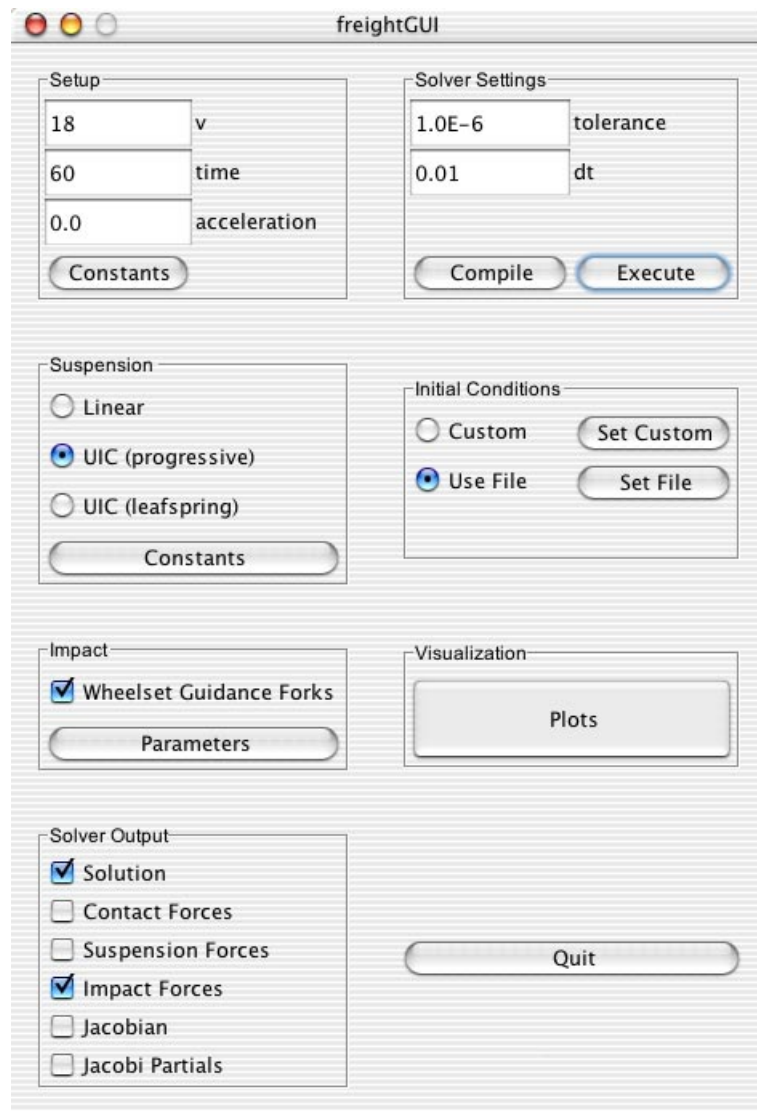 freightGUI
Setup
18 v
60 time
0.0 acceleration
Constants
Solver Settings
1.0E-6 tolerance
0.01 dt
Compile Execute
Suspension
Linear
UIC (progressive)
UIC (leafspring)
Constants
Initial Conditions
Custom Set Custom
Use File Set File
Impact
Wheelset Guidance Forks
Parameters
Visualization
Plots
Solver Output
Solution
Contact Forces
Suspension Forces
Impact Forces
Jacobian
Jacobi Partials
Quit